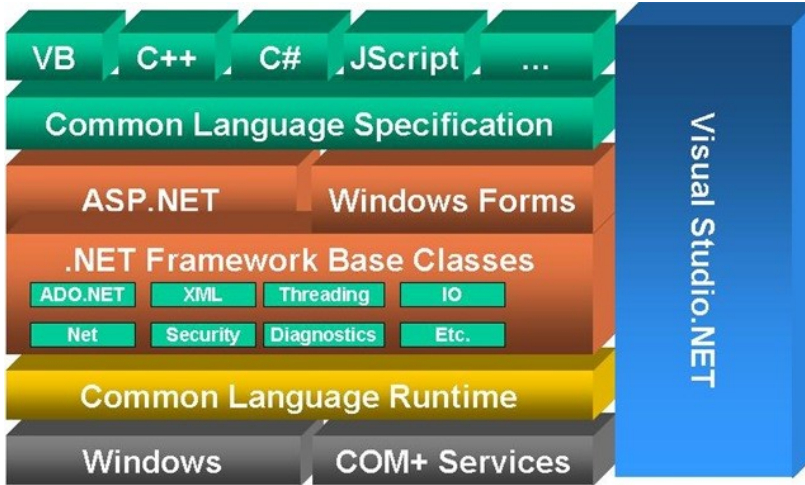 VB C++ C# JScript ...
Common Language Specification
ASP.NET Windows Forms
.NET Framework Base Classes
ADO.NET XML Threading IO
Net Security Diagnostics Etc.
Common Language Runtime
Windows COM+ Services
Visual Studio.NET